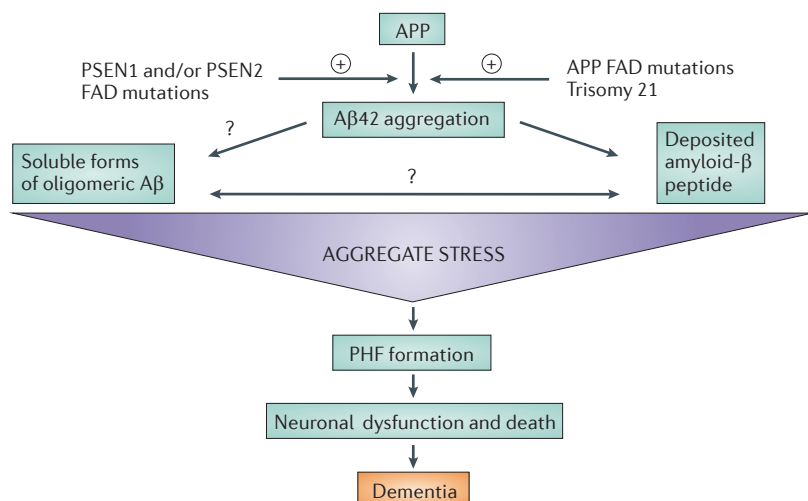 APP
+
+
PSEN1 and/or PSEN2
FAD mutations
APP FAD mutations
Trisomy 21
Aβ42 aggregation
?
Soluble forms
of oligomeric Aβ
?
Deposited
amyloid-β
peptide
AGGREGATE STRESS
PHF formation
Neuronal dysfunction and death
Dementia